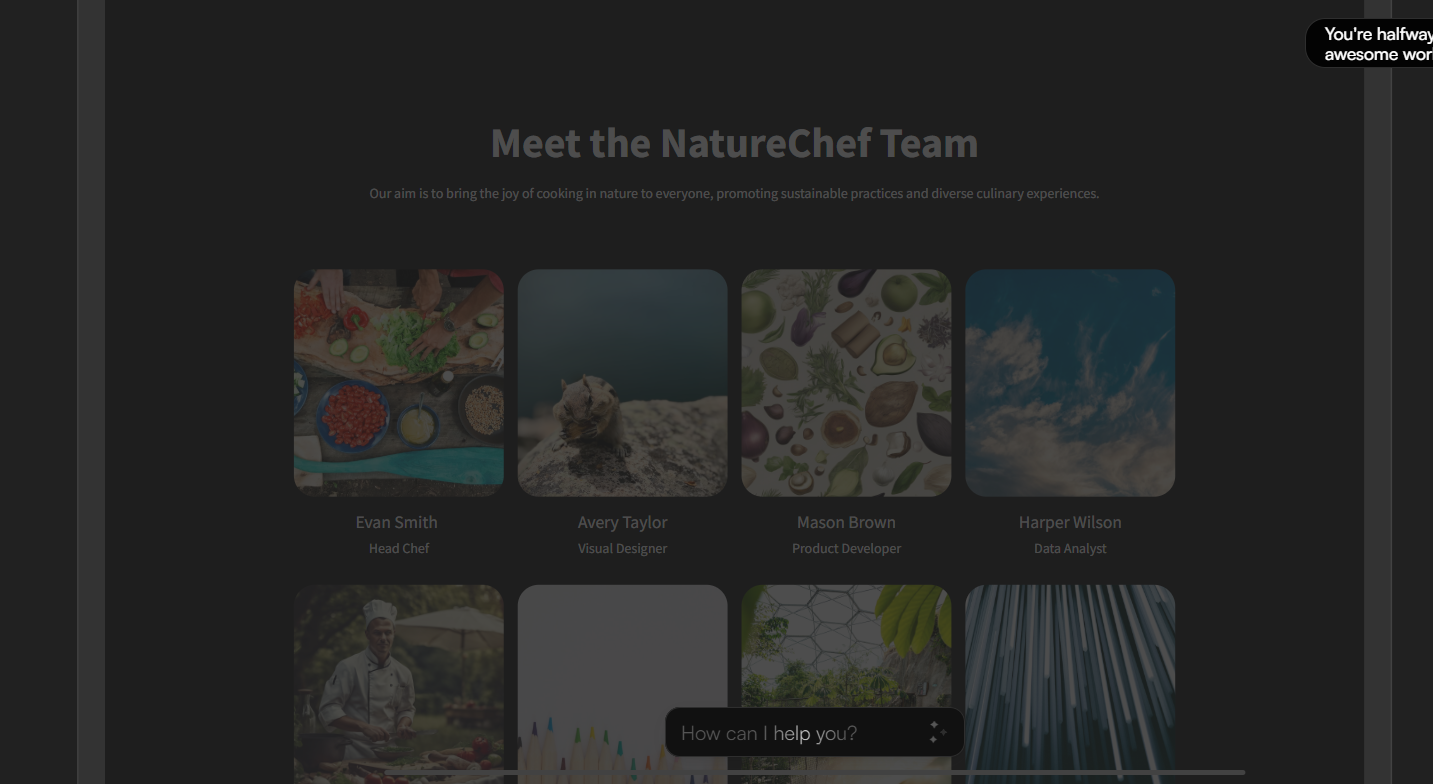 You're halfway
awesome wor
Meet the NatureChef Team
Our aim is to bring the joy of cooking in nature to everyone, promoting sustainable practices and diverse culinary experiences.
Evan Smith
Avery Taylor
Mason Brown
Harper Wilson
Head Chef
Visual Designer
Product Developer
Data Analyst
How can I help you?